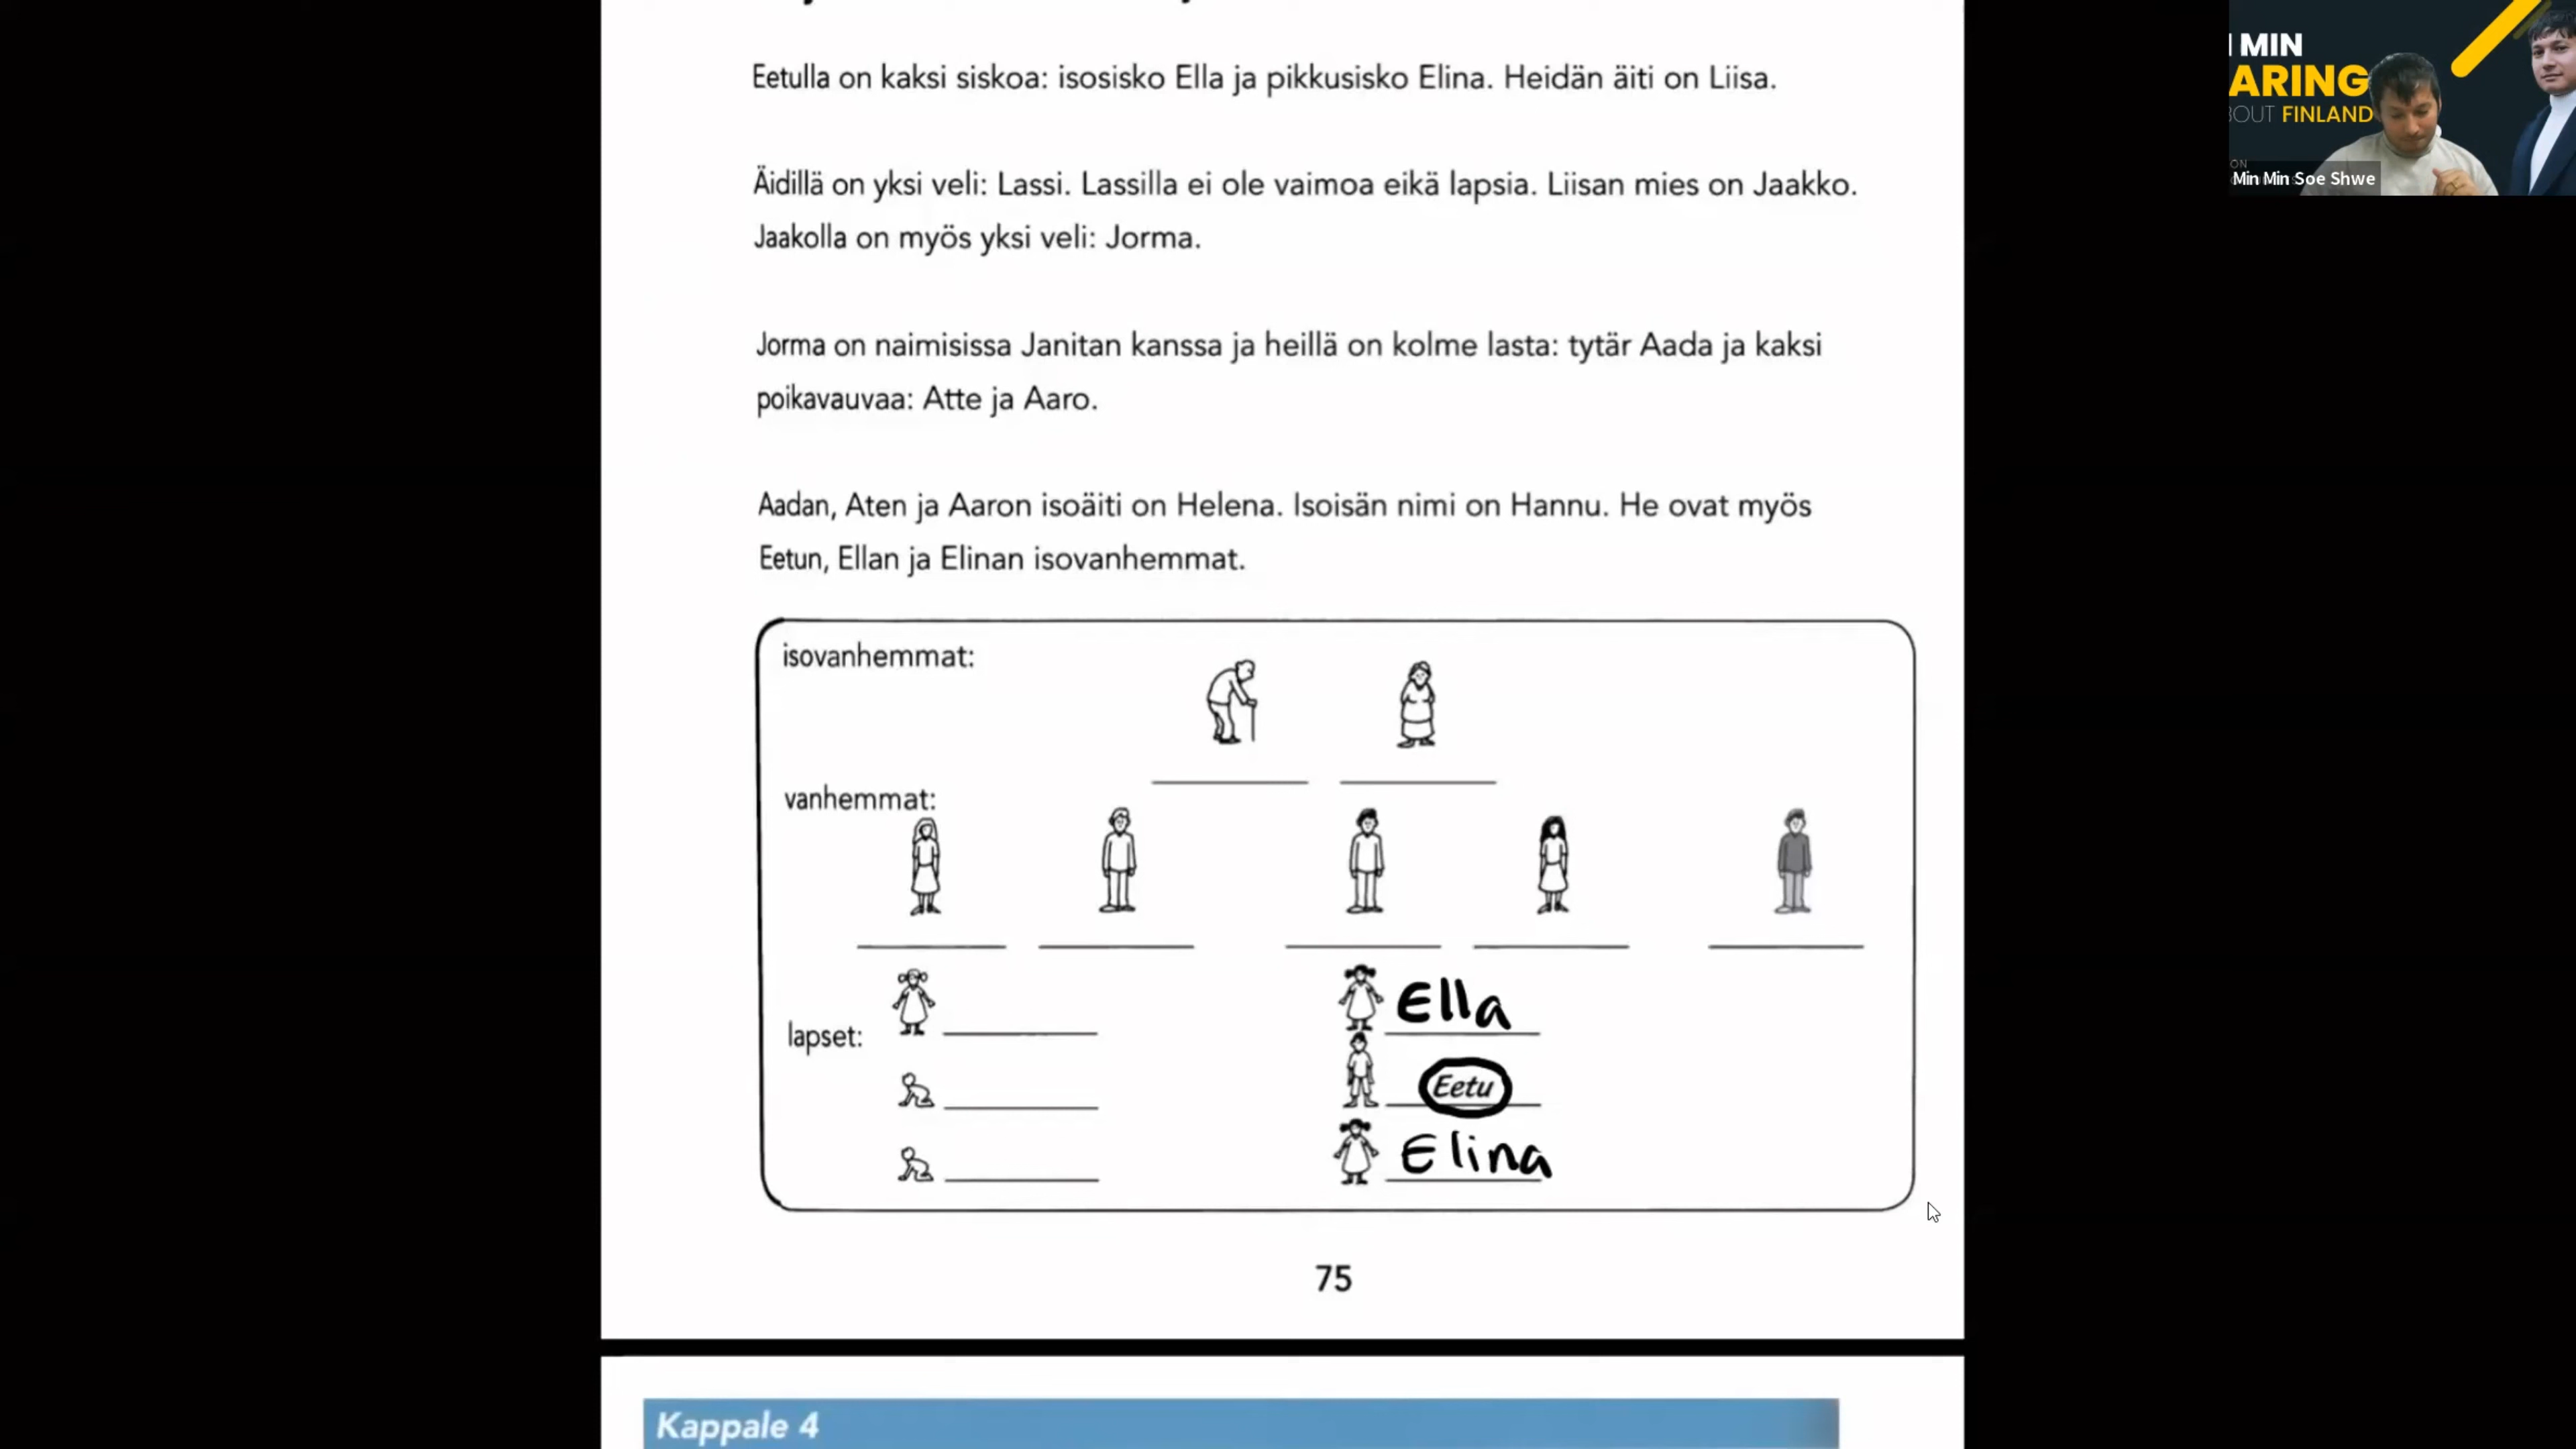 Eetulla on kaksi siskoa: isosisko Ella ja pikkusisko Elina. Heidän äiti on Liisa.
Äidillä on yksi veli: Lassi. Lassilla ei ole vaimoa eikä lapsia. Liisan mies on Jaakko.
Jaakolla on myös yksi veli: Jorma.
Jorma on naimisissa Janitan kanssa ja heillä on kolme lasta: tytär Aada ja kaksi
poikavauvaa: Atte ja Aaro.
Aadan, Aten ja Aaron isoäiti on Helena. Isoisän nimi on Hannu. He ovat myös
Eetun, Ellan ja Elinan isovanhemmat.
isovanhemmat:
vanhemmat:
lapset:
Ella
Eetu
Elina
75
Kappale 4
MIN
ARING
BOUT FINLAND
ON
Min Min Soe Shwe